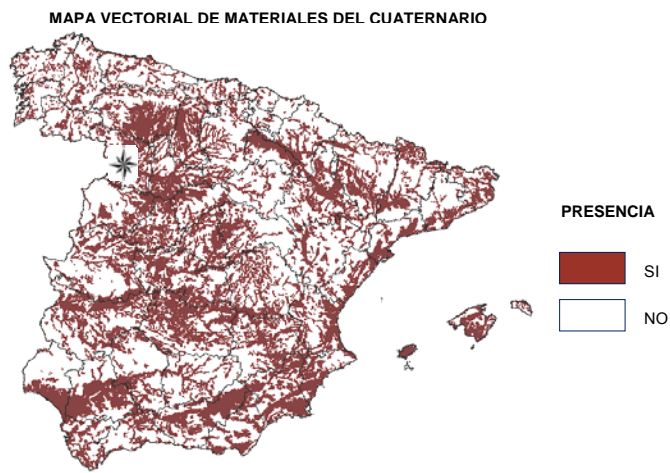 MAPA VECTORIAL DE MATERIALES DEL CUATERNARIO
PRESENCIA
SI
NO